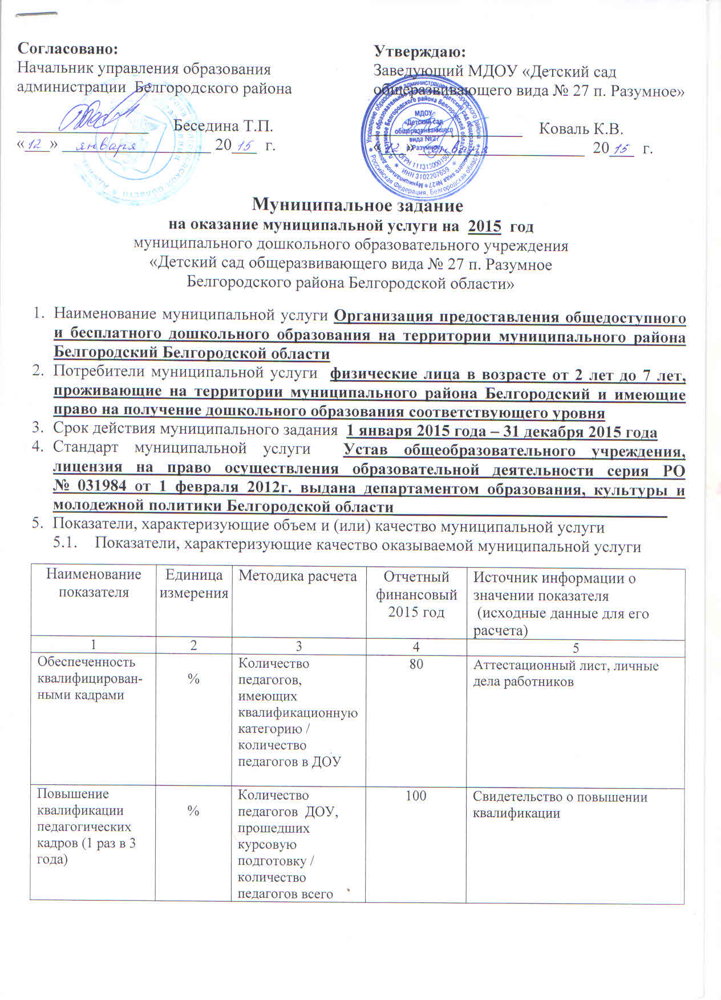 Согласовано:
Начальник управления образования
администрации Белгородского района
Беседина Т.П.
«12» января 2015 г.
Утверждаю:
Заведующий МДОУ «Детский сад
общеразвивающего вида № 27 п. Разумное»
Коваль К.В.
«12» января 2015 г.
МДОУ
«Детский сад
общеразвивающего
вида №27
п.Разумное»
ИНН 3102207659
Российская Федерация, Белгородская область
Муниципальное задание
на оказание муниципальной услуги на 2015 год
муниципального дошкольного образовательного учреждения
«Детский сад общеразвивающего вида № 27 п. Разумное
Белгородского района Белгородской области»
1. Наименование муниципальной услуги Организация предоставления общедоступного
и бесплатного дошкольного образования на территории муниципального района
Белгородский Белгородской области
2. Потребители муниципальной услуги физические лица в возрасте от 2 лет до 7 лет,
проживающие на территории муниципального района Белгородский и имеющие
право на получение дошкольного образования соответствующего уровня
3. Срок действия муниципального задания 1 января 2015 года – 31 декабря 2015 года
4. Стандарт муниципальной услуги Устав общеобразовательного учреждения,
лицензия на право осуществления образовательной деятельности серия РО
№ 031984 от 1 февраля 2012г. выдана департаментом образования, культуры и
молодежной политики Белгородской области
5. Показатели, характеризующие объем и (или) качество муниципальной услуги
5.1. Показатели, характеризующие качество оказываемой муниципальной услуги
Наименование
показателя
Единица
измерения
Методика расчета
Отчетный
финансовый
2015 год
Источник информации о
значении показателя
(исходные данные для его
расчета)
1 2 3 4 5
Обеспеченность
квалифицирован-
ными кадрами
%
Количество
педагогов,
имеющих
квалификационную
категорию /
количество
педагогов в ДОУ
80
Аттестационный лист, личные
дела работников
Повышение
квалификации
педагогических
кадров (1 раз в 3
года)
%
Количество
педагогов ДОУ,
прошедших
курсовую
подготовку /
количество
педагогов всего
100
Свидетельство о повышении
квалификации